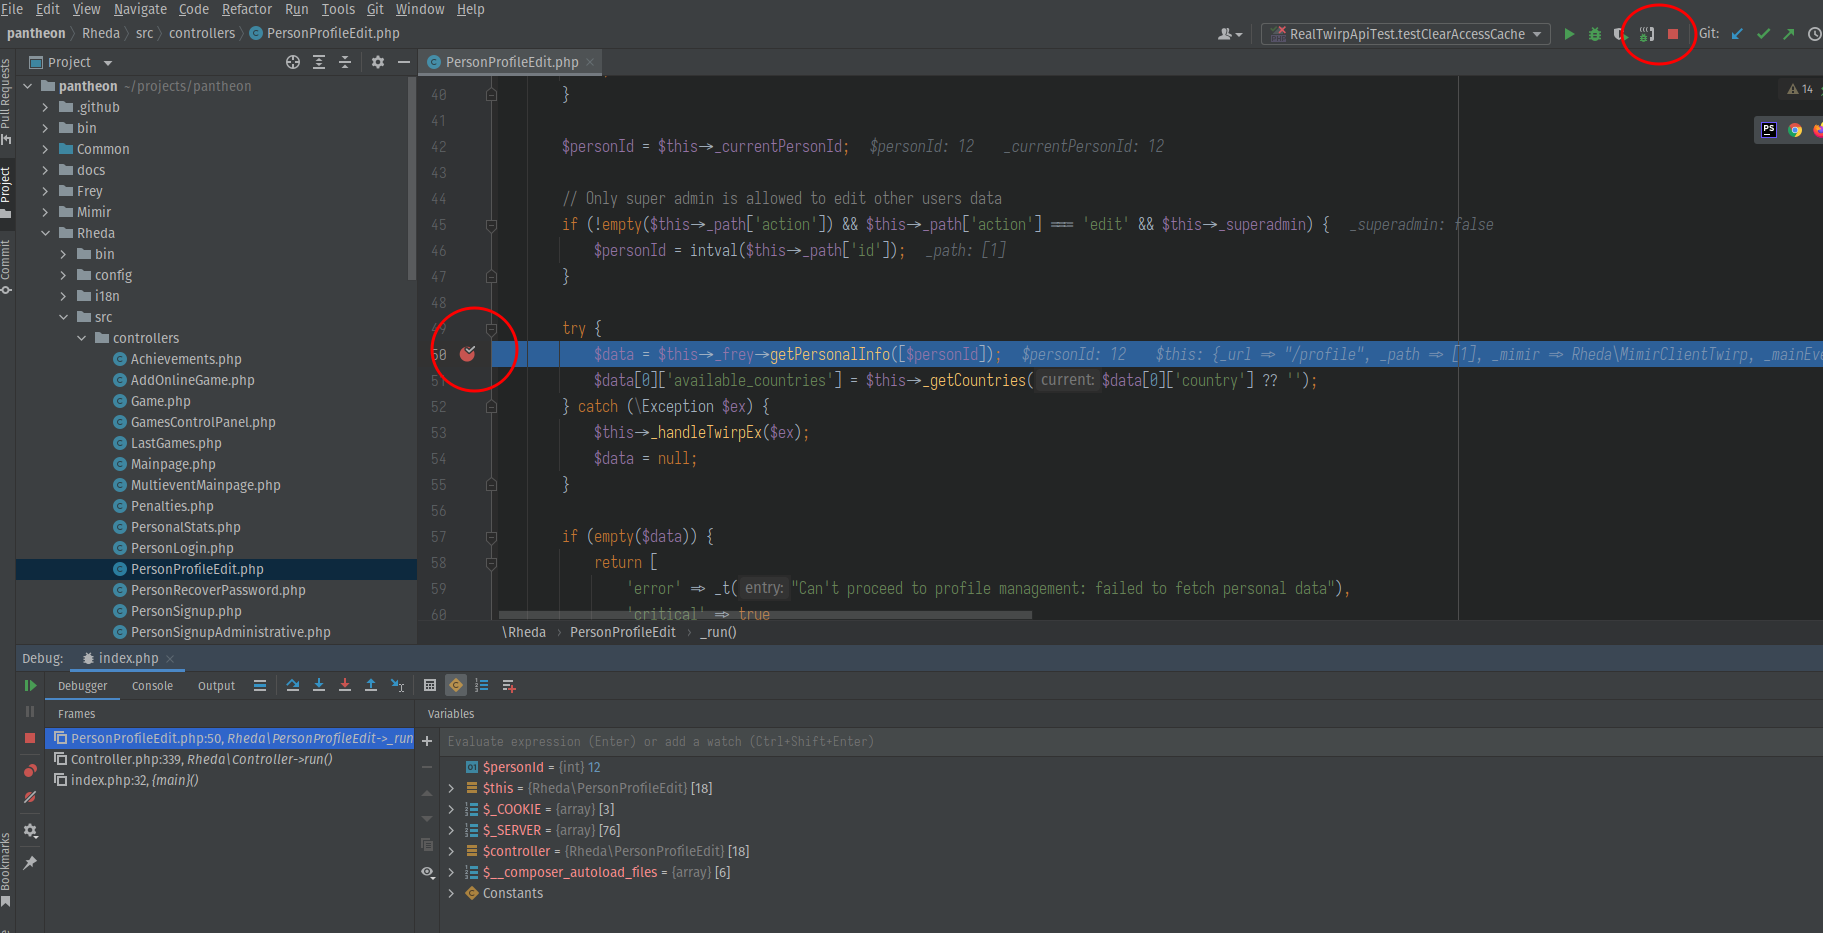 File Edit View Navigate Code Refactor Run Tools Git Window Help
pantheon Rheda src controllers PersonProfileEdit.php
RealTwirpApiTest.testClearAccessCache
Git:
Project
PersonProfileEdit.php
Pull Requests
Project
Commit
Bookmarks
pantheon ~/projects/pantheon
.github
bin
Common
docs
Frey
Mimir
Rheda
bin
config
i18n
src
controllers
Achievements.php
AddOnlineGame.php
Game.php
GamesControlPanel.php
LastGames.php
Mainpage.php
MultieventMainpage.php
Penalties.php
PersonalStats.php
PersonLogin.php
PersonProfileEdit.php
PersonRecoverPassword.php
PersonSignup.php
PersonSignupAdministrative.php
14
PS
40 }
41
42 $personId = $this->_currentPersonId; $personId: 12 _currentPersonId: 12
43
44 // Only super admin is allowed to edit other users data
45 if (!empty($this->_path['action']) && $this->_path['action'] === 'edit' && $this->_superadmin) { _superadmin: false
46 $personId = intval($this->_path['id']); _path: [1]
47 }
48
49 try {
50 $data = $this->_frey->getPersonalInfo([$personId]); $personId: 12 $this: {_url => "/profile", _path => [1], _mimir => Rheda\MimirClientTwirp, _mainEve
51 $data[0]['available_countries'] = $this->_getCountries( current: $data[0]['country'] ?? '');
52 } catch (\Exception $ex) {
53 $this->_handleTwirpEx($ex);
54 $data = null;
55 }
56
57 if (empty($data)) {
58 return [
59 'error' => _t( entry: "Can't proceed to profile management: failed to fetch personal data"),
60 'critical' => true
\Rheda PersonProfileEdit _run()
Debug: index.php
Debugger Console Output
Frames
PersonProfileEdit.php:50, Rheda\PersonProfileEdit->_run
Controller.php:339, Rheda\Controller->run()
index.php:32, {main}()
Variables
Evaluate expression (Enter) or add a watch (Ctrl+Shift+Enter)
$personId = {int} 12
$this = {Rheda\PersonProfileEdit} [18]
$_COOKIE = {array} [3]
$_SERVER = {array} [76]
$controller = {Rheda\PersonProfileEdit} [18]
$__composer_autoload_files = {array} [6]
Constants